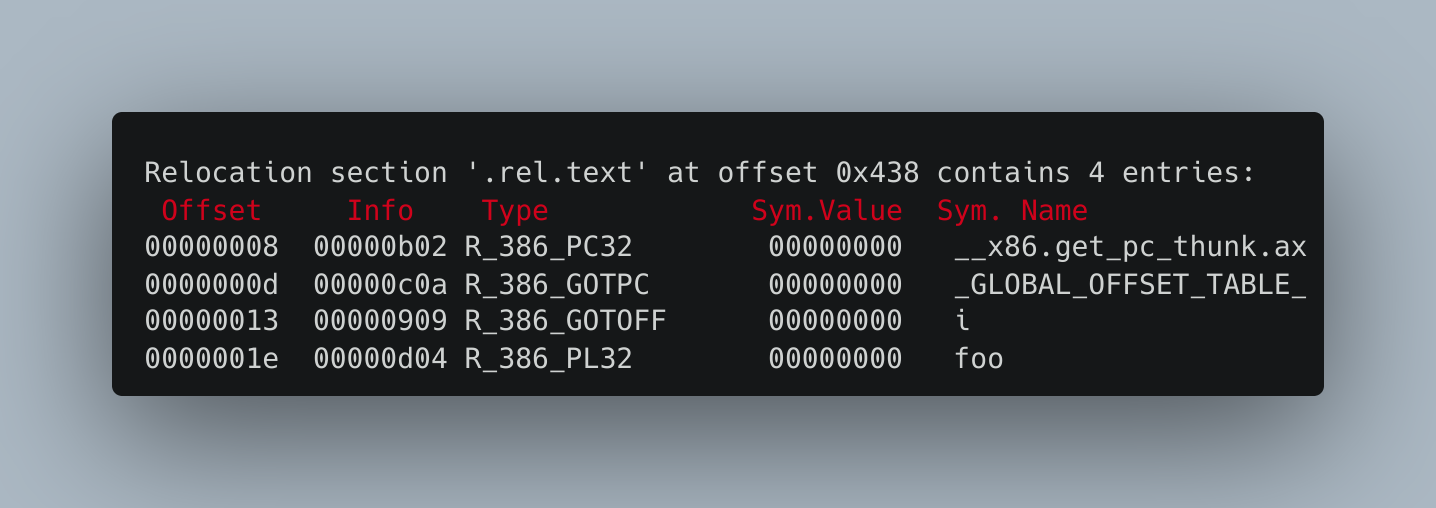 Relocation section '.rel.text' at offset 0x438 contains 4 entries:
Offset Info Type Sym.Value Sym. Name
00000008 00000b02 R_386_PC32 00000000 __x86.get_pc_thunk.ax
0000000d 00000c0a R_386_GOTPC 00000000 _GLOBAL_OFFSET_TABLE_
00000013 00000909 R_386_GOTOFF 00000000 i
0000001e 00000d04 R_386_PL32 00000000 foo